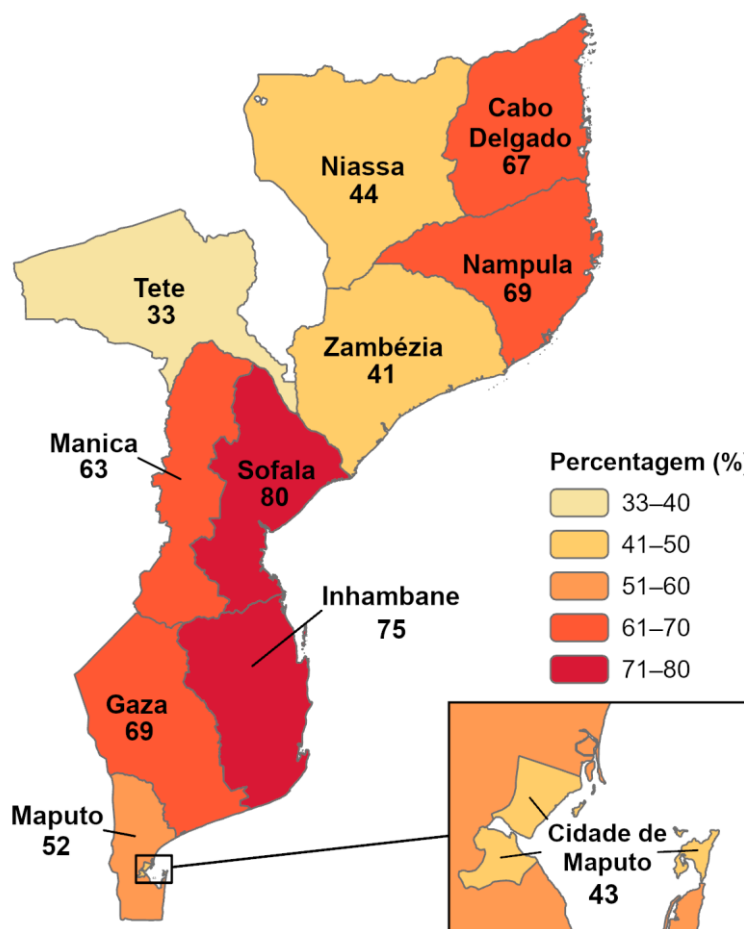 Cabo
Delgado
67
Niassa
44
Nampula
69
Tete
33
Zambézia
41
Manica
63
Sofala
80
Percentagem (%)
33–40
41–50
51–60
61–70
71–80
Inhambane
75
Gaza
69
Maputo
52
Cidade de
Maputo
43